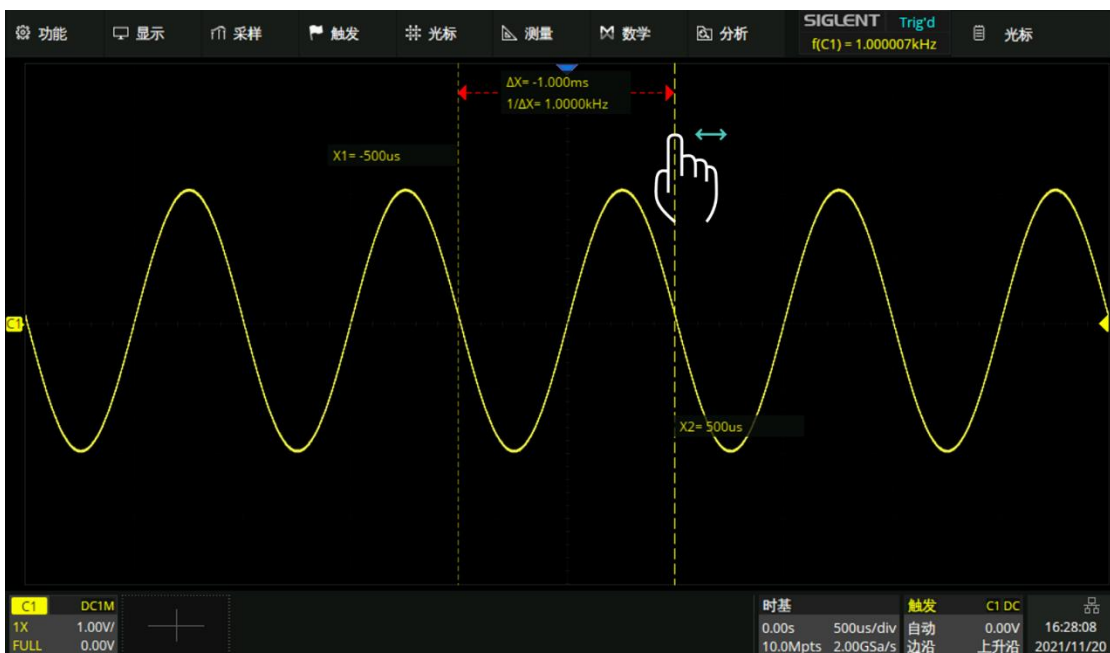 功能 显示 采样 触发 光标 测量 数学 分析 SIGLENT Trig'd 光标
f(C1) = 1.000007kHz
ΔX= -1.000ms
1/ΔX= 1.0000kHz
X1= -500us
C1
X2= 500us
C1 DC1M
1X 1.00V/
FULL 0.00V
时基
0.00s 500us/div
10.0Mpts 2.00GSa/s
触发 C1 DC
自动 0.00V
边沿 上升沿
16:28:08
2021/11/20